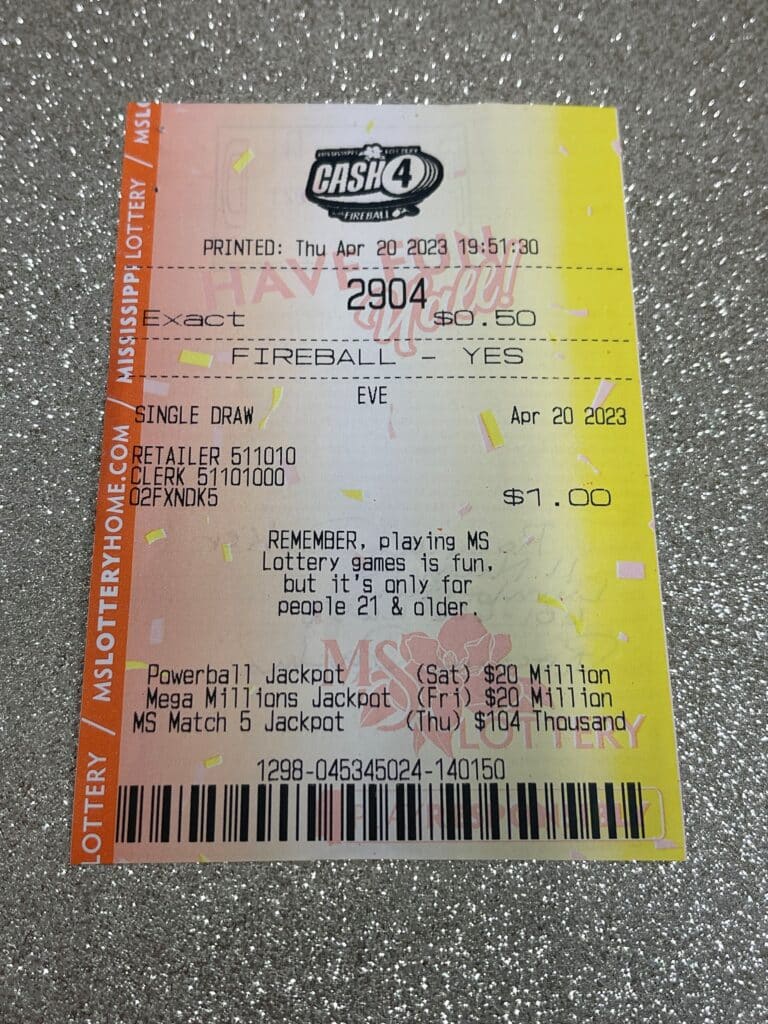 MISSISSIPPI LOTTERY
CASH 4
FIREBALL
PRINTED: Thu Apr 20 2023 19:51:30
HAVE FUN
Y'all!
2904
Exact $0.50
FIREBALL - YES
EVE
SINGLE DRAW Apr 20 2023
RETAILER 511010
CLERK 51101000
02FXNDK5 $1.00
REMEMBER, playing MS
Lottery games is fun,
but it's only for
people 21 & older.
MS
LOTTERY
Powerball Jackpot (Sat) $20 Million
Mega Millions Jackpot (Fri) $20 Million
MS Match 5 Jackpot (Thu) $104 Thousand
1298-045345024-140150
PLAY RESPONSIBLY
LOTTERY / MSLOTTERYHOME.COM / MISSISSIPPI LOTTERY / MSLO